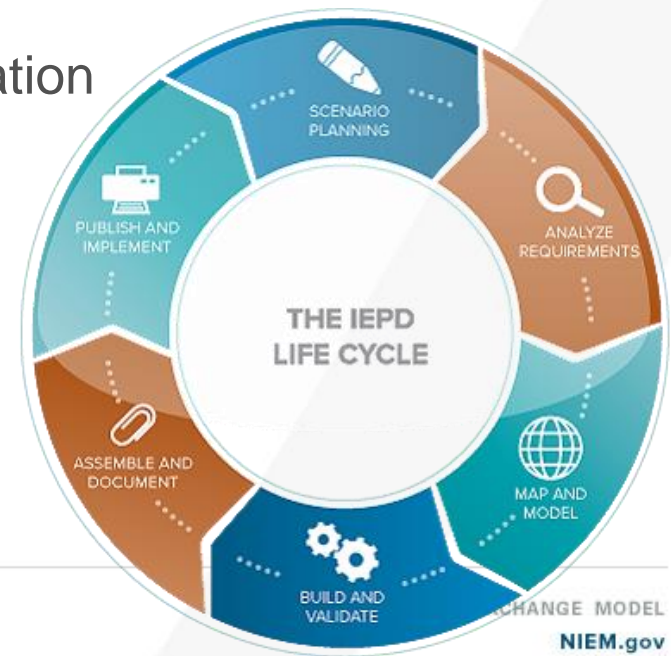 ation
SCENARIO
PLANNING
ANALYZE
REQUIREMENTS
MAP AND
MODEL
BUILD AND
VALIDATE
ASSEMBLE AND
DOCUMENT
PUBLISH AND
IMPLEMENT
THE IEPD
LIFE CYCLE
CHANGE MODEL
NIEM.gov